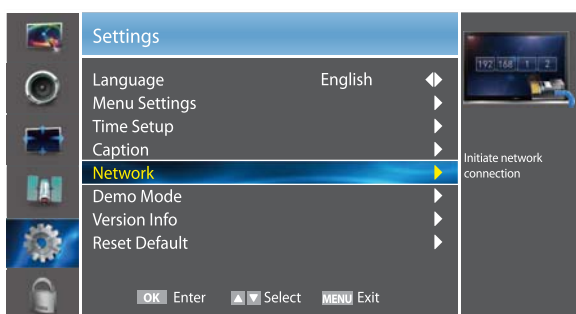 Settings
Language English
Menu Settings
Time Setup
Caption
Network
Demo Mode
Version Info
Reset Default
OK Enter Select MENU Exit
192 168 1 2
Initiate network
connection